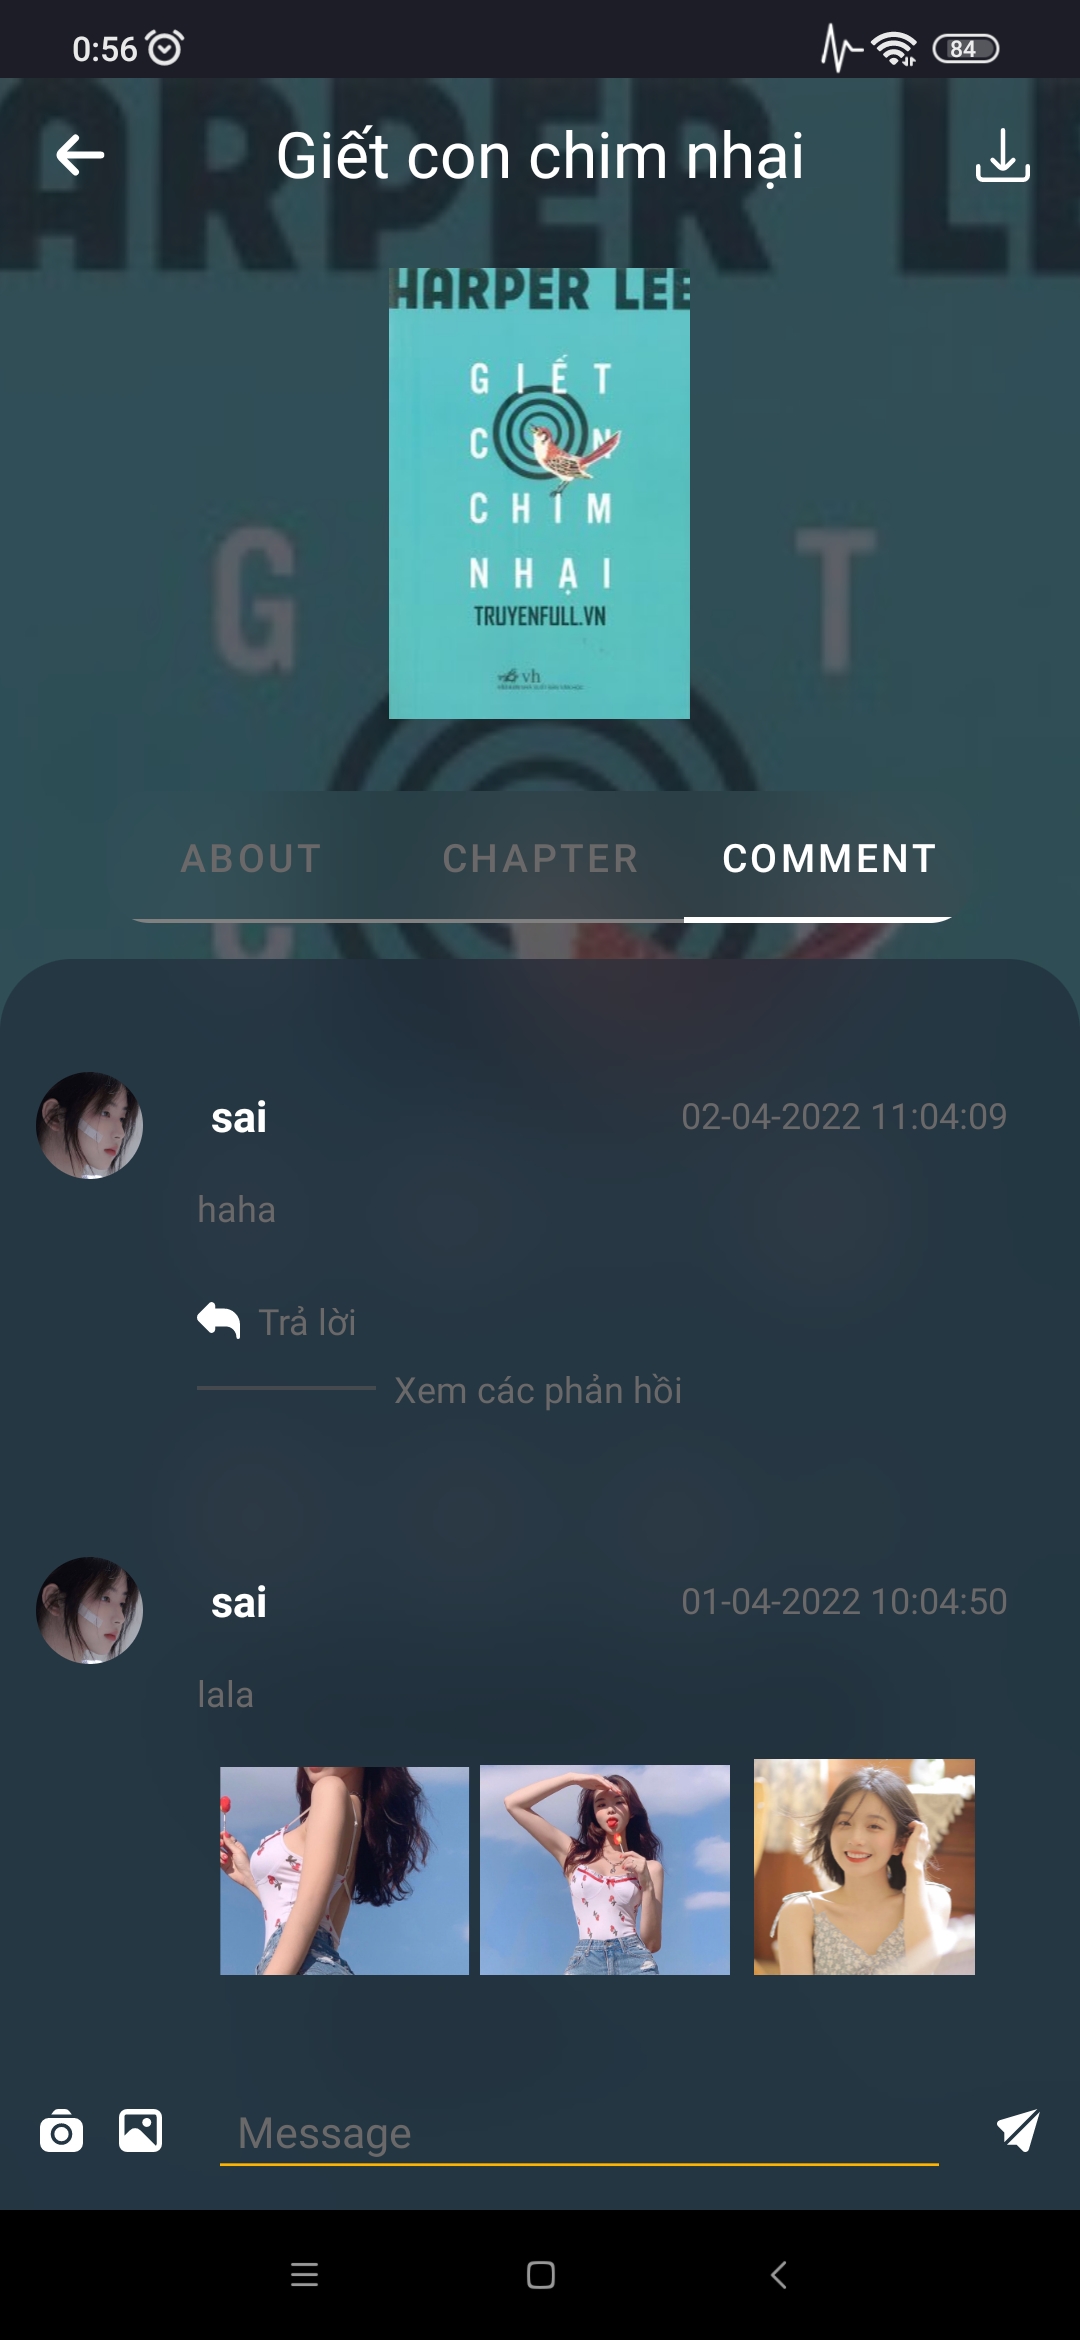 0:56
84
HARPER LEE
Giết con chim nhại
HARPER LEE
GIẾT
CON
CHIM
NHẠI
TRUYENFULL.VN
vh
G T
C
ABOUT CHAPTER COMMENT
sai 02-04-2022 11:04:09
haha
Trả lời
Xem các phản hồi
sai 01-04-2022 10:04:50
lala
Message